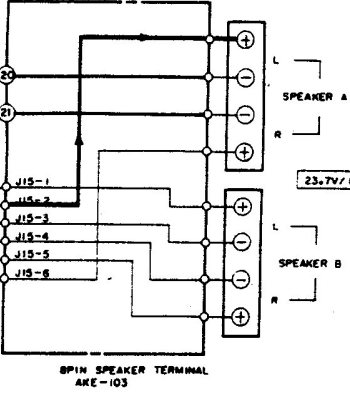 +
L
20
−
SPEAKER A
21
−
R
+
23.7V/
J15-1
+
J15-2
L
J15-3
−
J15-4
SPEAKER B
J15-5
−
J15-6
R
+
8PIN SPEAKER TERMINAL
AKE-103